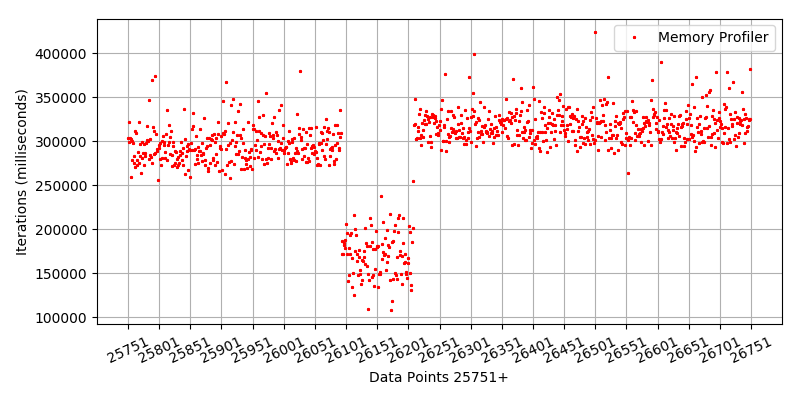 Memory Profiler
400000
350000
300000
250000
200000
150000
100000
Iterations (milliseconds)
25751 25801 25851 25901 25951 26001 26051 26101 26151 26201 26251 26301 26351 26401 26451 26501 26551 26601 26651 26701 26751
Data Points 25751+